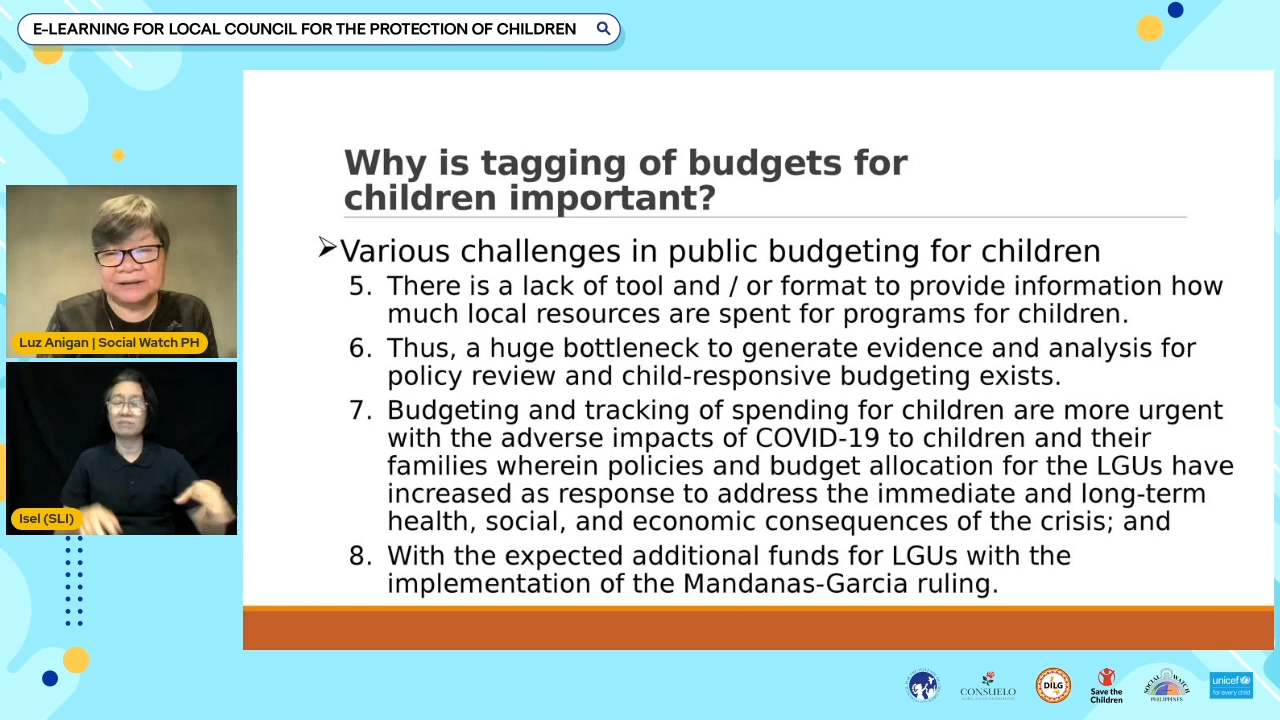 E-LEARNING FOR LOCAL COUNCIL FOR THE PROTECTION OF CHILDREN
Why is tagging of budgets for
children important?
Various challenges in public budgeting for children
5. There is a lack of tool and / or format to provide information how
much local resources are spent for programs for children.
6. Thus, a huge bottleneck to generate evidence and analysis for
policy review and child-responsive budgeting exists.
7. Budgeting and tracking of spending for children are more urgent
with the adverse impacts of COVID-19 to children and their
families wherein policies and budget allocation for the LGUs have
increased as response to address the immediate and long-term
health, social, and economic consequences of the crisis; and
8. With the expected additional funds for LGUs with the
implementation of the Mandanas-Garcia ruling.
Luz Anigan | Social Watch PH
Isel (SLI)
CONSUELO
DILG
Save the
Children
SOCIAL WATCH
PHILIPPINES
unicef
for every child